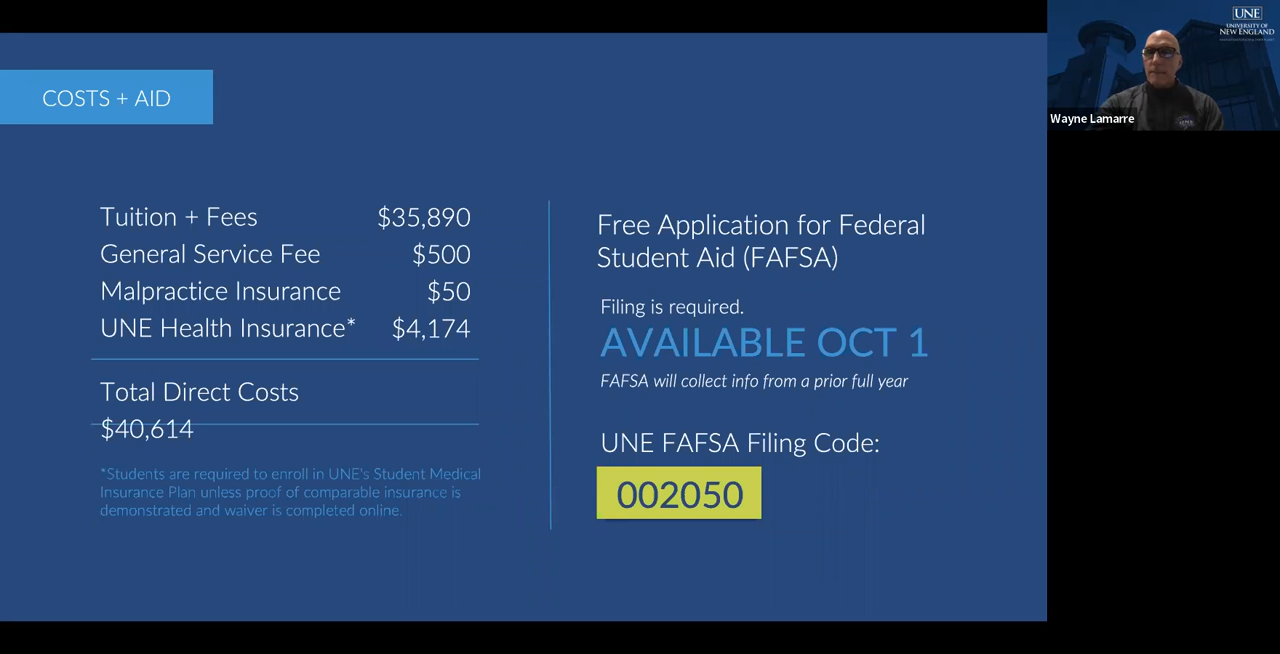 COSTS + AID
Tuition + Fees $35,890
General Service Fee $500
Malpractice Insurance $50
UNE Health Insurance* $4,174
Total Direct Costs
$40,614
*Students are required to enroll in UNE's Student Medical
Insurance Plan unless proof of comparable insurance is
demonstrated and waiver is completed online.
Free Application for Federal
Student Aid (FAFSA)
Filing is required.
AVAILABLE OCT 1
FAFSA will collect info from a prior full year
UNE FAFSA Filing Code:
002050
UNE
UNIVERSITY OF
NEW ENGLAND
Wayne Lamarre